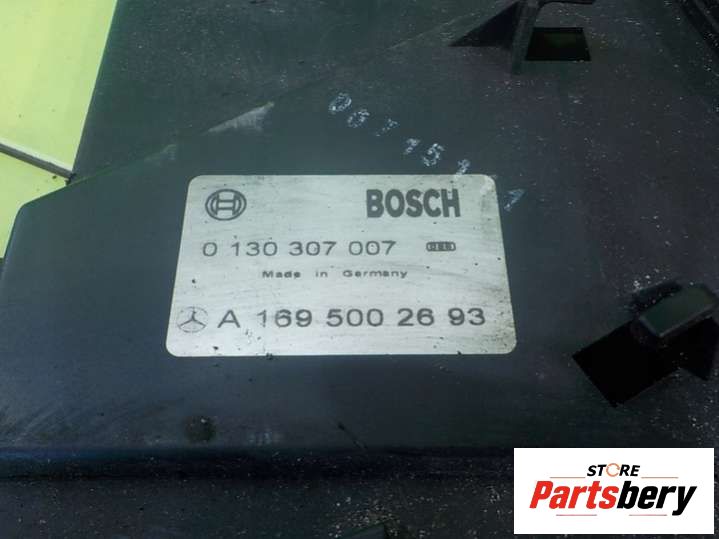 BOSCH
0 130 307 007
Made in Germany
A 169 500 26 93
STORE
Partsbery